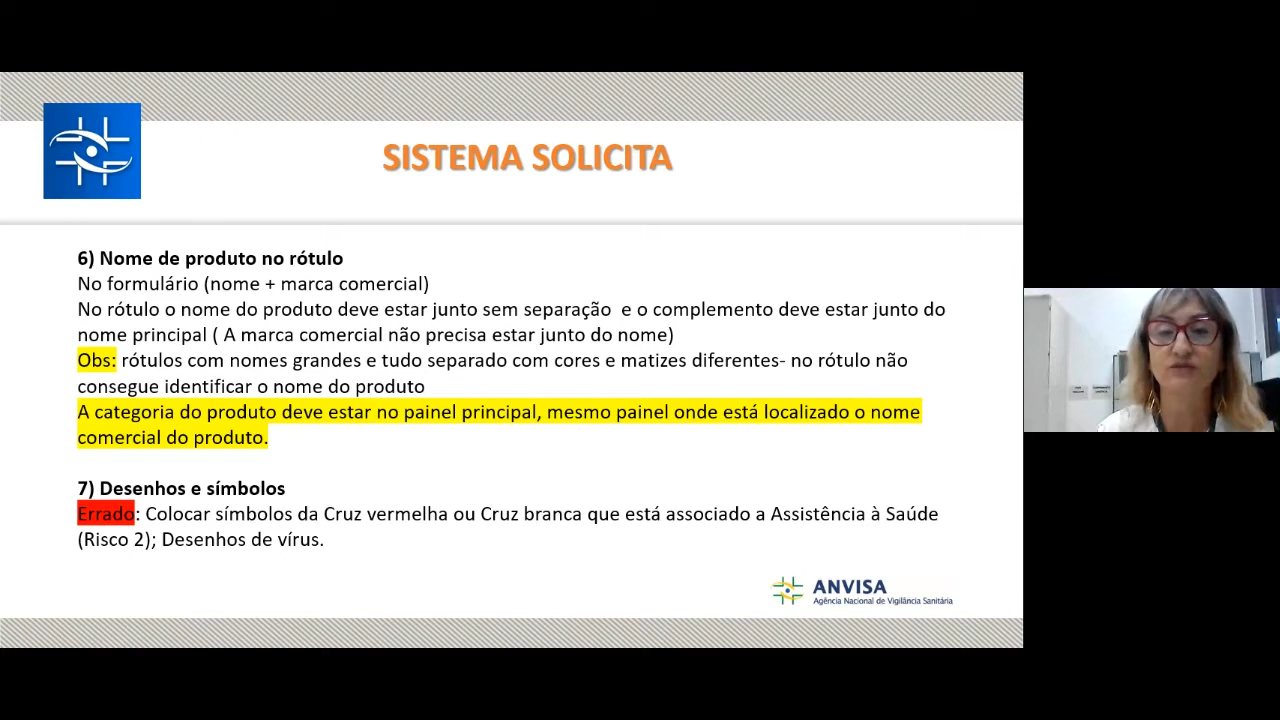 SISTEMA SOLICITA
6) Nome de produto no rótulo
No formulário (nome + marca comercial)
No rótulo o nome do produto deve estar junto sem separação e o complemento deve estar junto do
nome principal ( A marca comercial não precisa estar junto do nome)
Obs: rótulos com nomes grandes e tudo separado com cores e matizes diferentes- no rótulo não
consegue identificar o nome do produto
A categoria do produto deve estar no painel principal, mesmo painel onde está localizado o nome
comercial do produto.
7) Desenhos e símbolos
Errado: Colocar símbolos da Cruz vermelha ou Cruz branca que está associado a Assistência à Saúde
(Risco 2); Desenhos de vírus.
ANVISA
Agência Nacional de Vigilância Sanitária